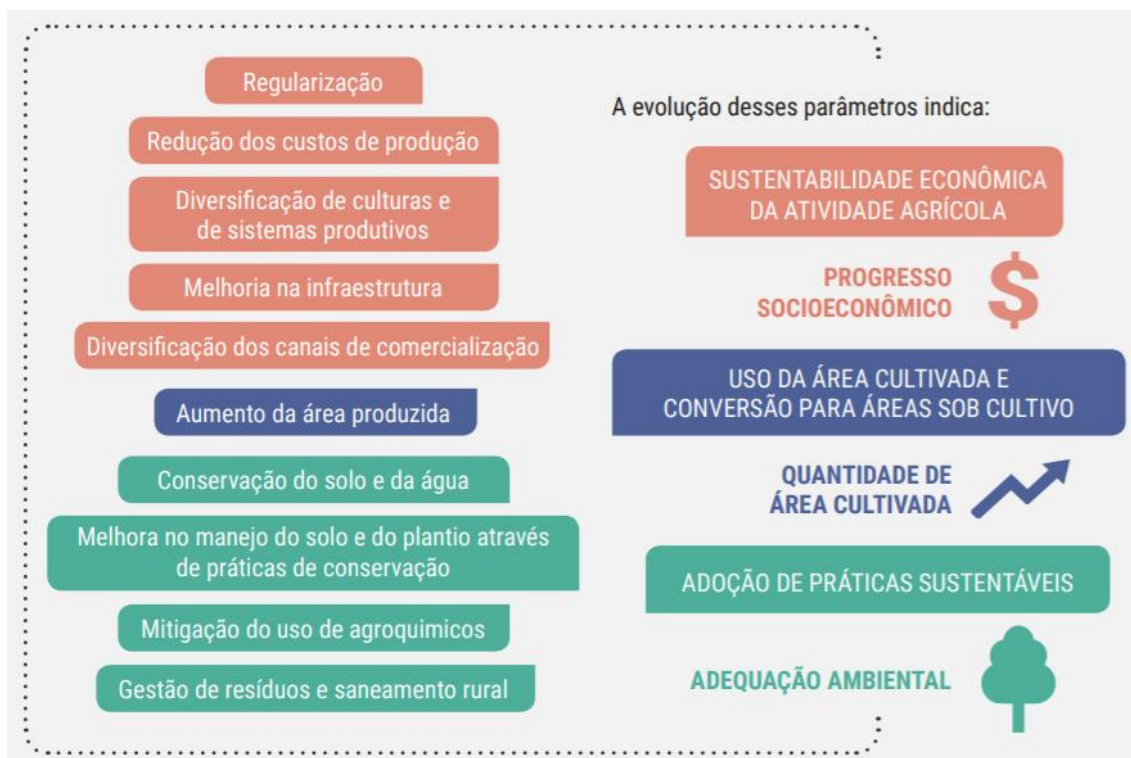 Regularização
Redução dos custos de produção
Diversificação de culturas e
de sistemas produtivos
Melhoria na infraestrutura
Diversificação dos canais de comercialização
Aumento da área produzida
Conservação do solo e da água
Melhora no manejo do solo e do plantio através
de práticas de conservação
Mitigação do uso de agroquimicos
Gestão de resíduos e saneamento rural
A evolução desses parâmetros indica:
SUSTENTABILIDADE ECONÔMICA
DA ATIVIDADE AGRÍCOLA
PROGRESSO
SOCIOECONÔMICO
$
USO DA ÁREA CULTIVADA E
CONVERSÃO PARA ÁREAS SOB CULTIVO
QUANTIDADE DE
ÁREA CULTIVADA
ADOÇÃO DE PRÁTICAS SUSTENTÁVEIS
ADEQUAÇÃO AMBIENTAL